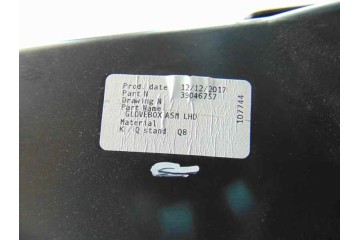 Prod. date 12/12/2017
Part N 39046757
Drawing N
Part Name
GLOVEBOX ASM LHD
Material
K / Q stand Q8
107744